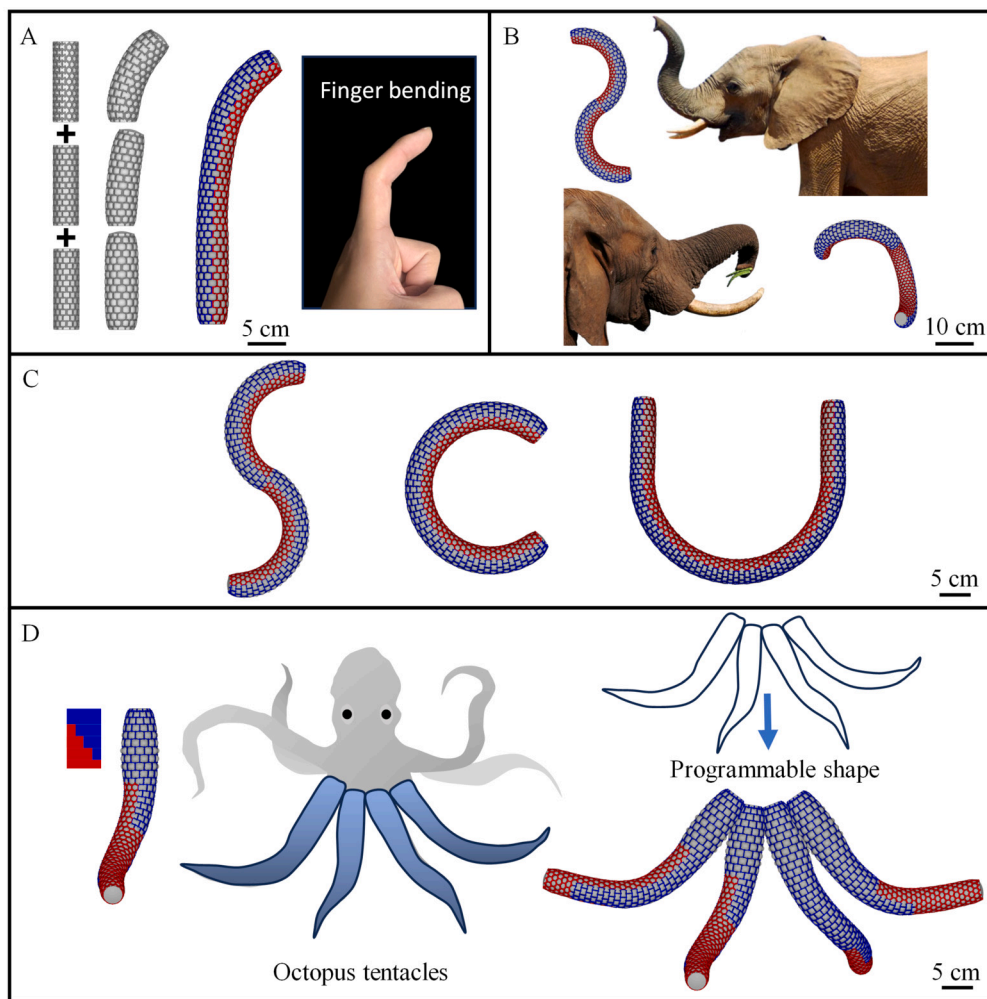 A
+
+
Finger bending
5 cm
B
10 cm
C
5 cm
D
Programmable shape
Octopus tentacles
5 cm